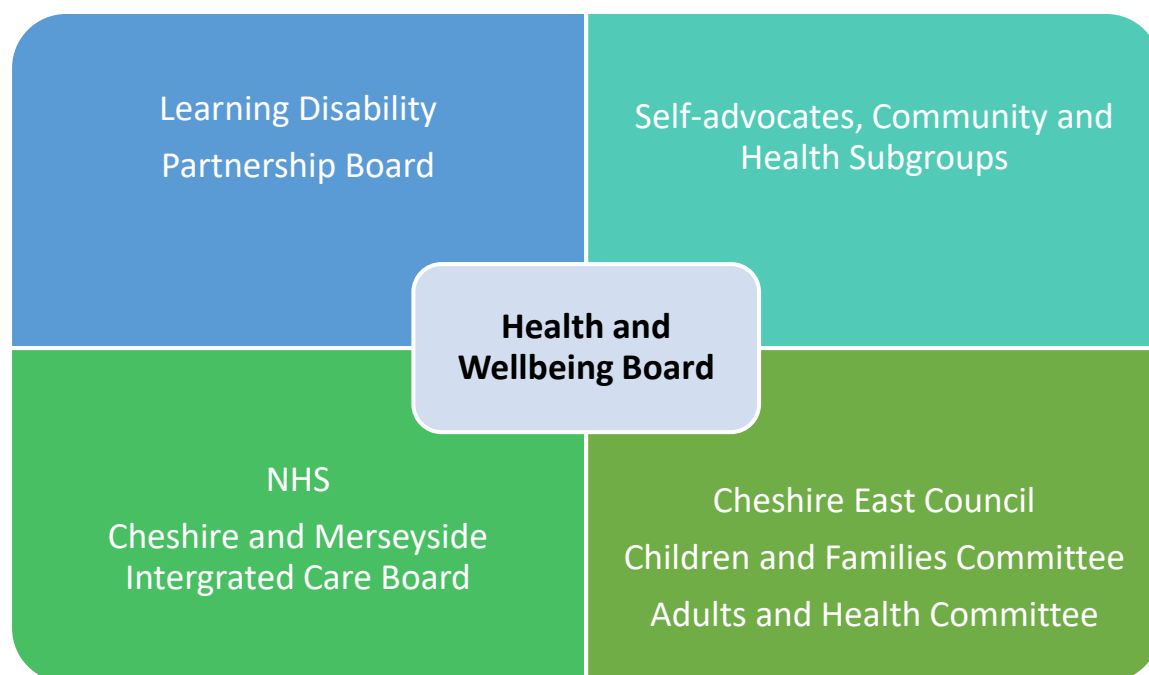 Learning Disability
Partnership Board
Self-advocates, Community and
Health Subgroups
Health and
Wellbeing Board
NHS
Cheshire and Merseyside
Intergrated Care Board
Cheshire East Council
Children and Families Committee
Adults and Health Committee